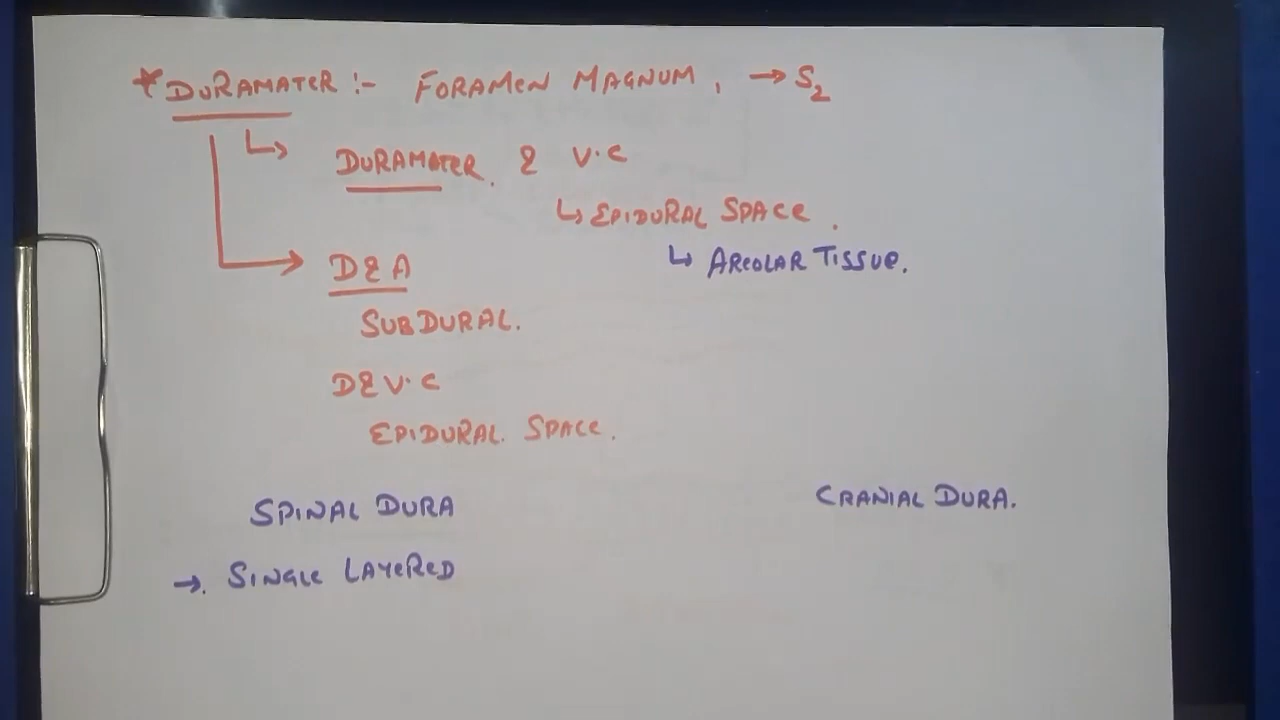 * DURAMATER :- FORAMEN MAGNUM, → S2
↳ DURAMATER. & V.C
↳ EPIDURAL SPACE.
↳ AREOLAR TISSUE.
→ D & A
SUBDURAL.
D & V.C
EPIDURAL. SPACE.
SPINAL DURA
CRANIAL DURA.
→. SINGLE LAYERED